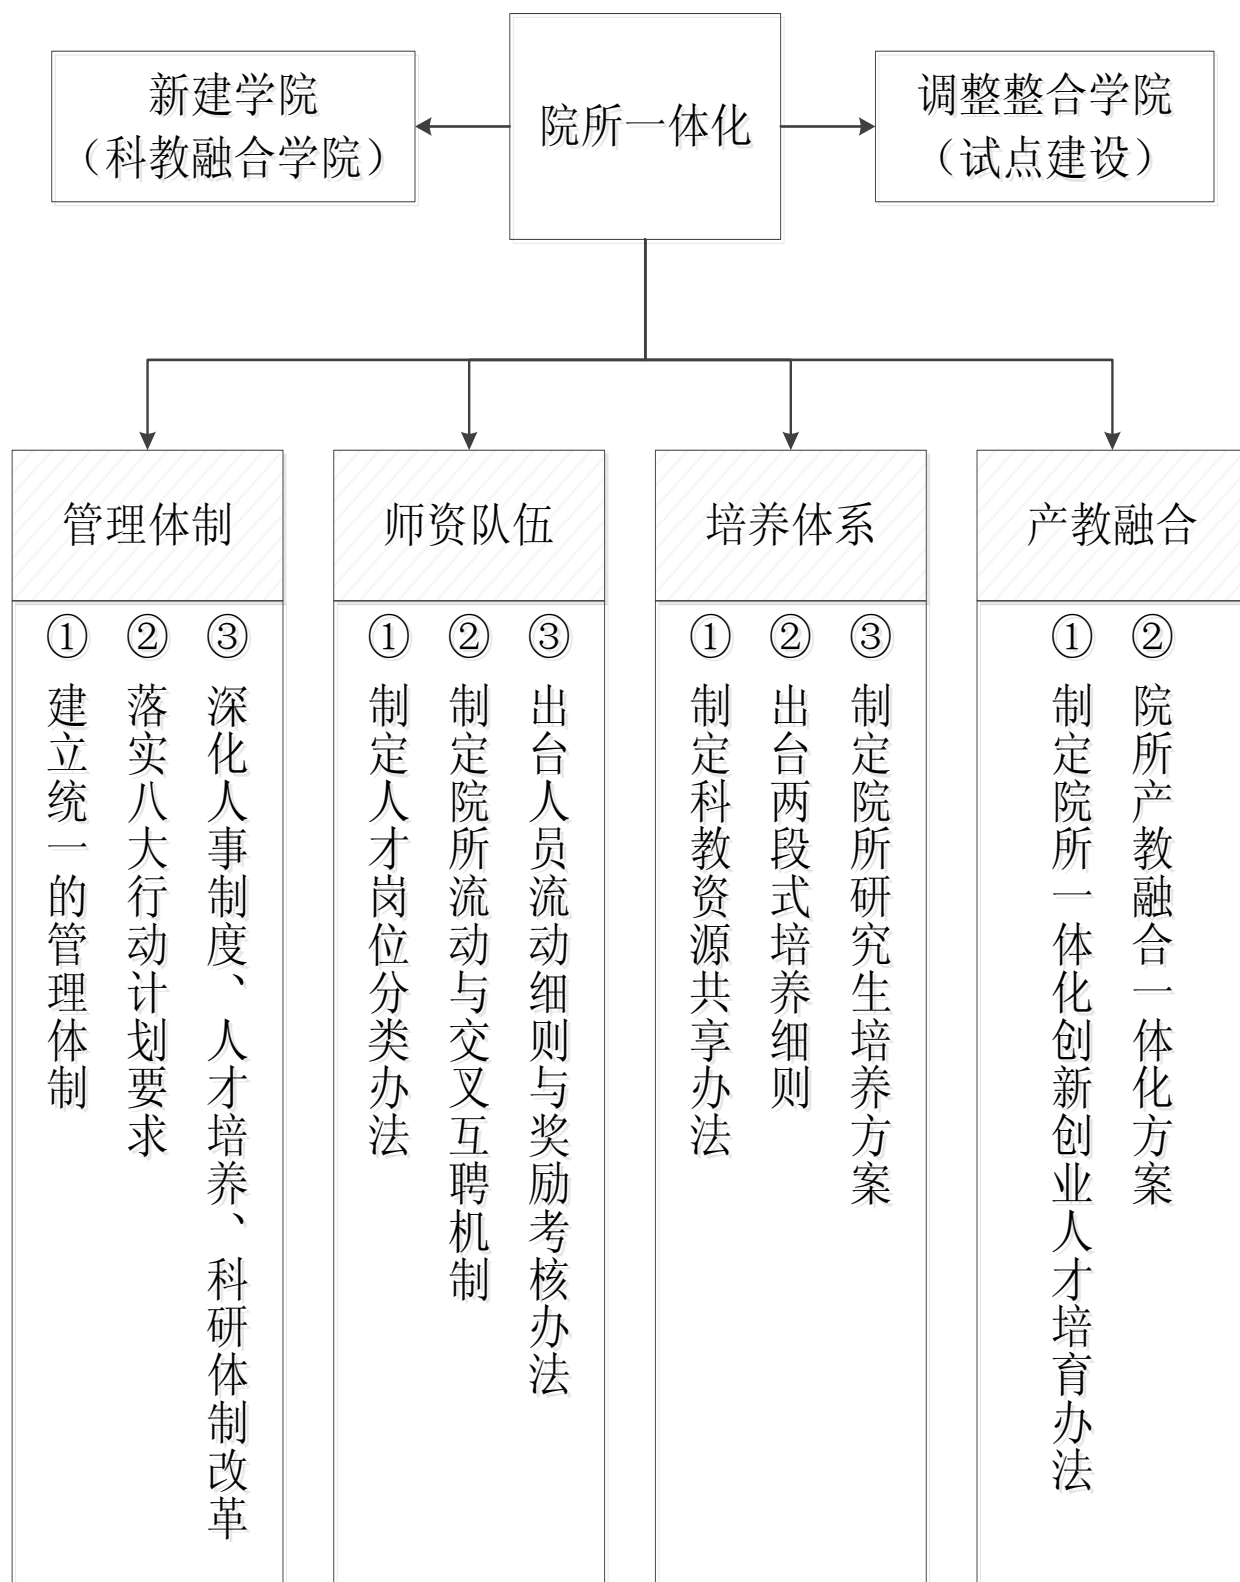 新建学院
（科教融合学院）
院所一体化
调整整合学院
（试点建设）
管理体制
①建立统一的管理体制
②落实八大行动计划要求
③深化人事制度、人才培养、科研体制改革
师资队伍
①制定人才岗位分类办法
②制定院所流动与交叉互聘机制
③出台人员流动细则与奖励考核办法
培养体系
①制定科教资源共享办法
②出台两段式培养细则
③制定院所研究生培养方案
产教融合
①制定院所一体化创新创业人才培育办法
②院所产教融合一体化方案